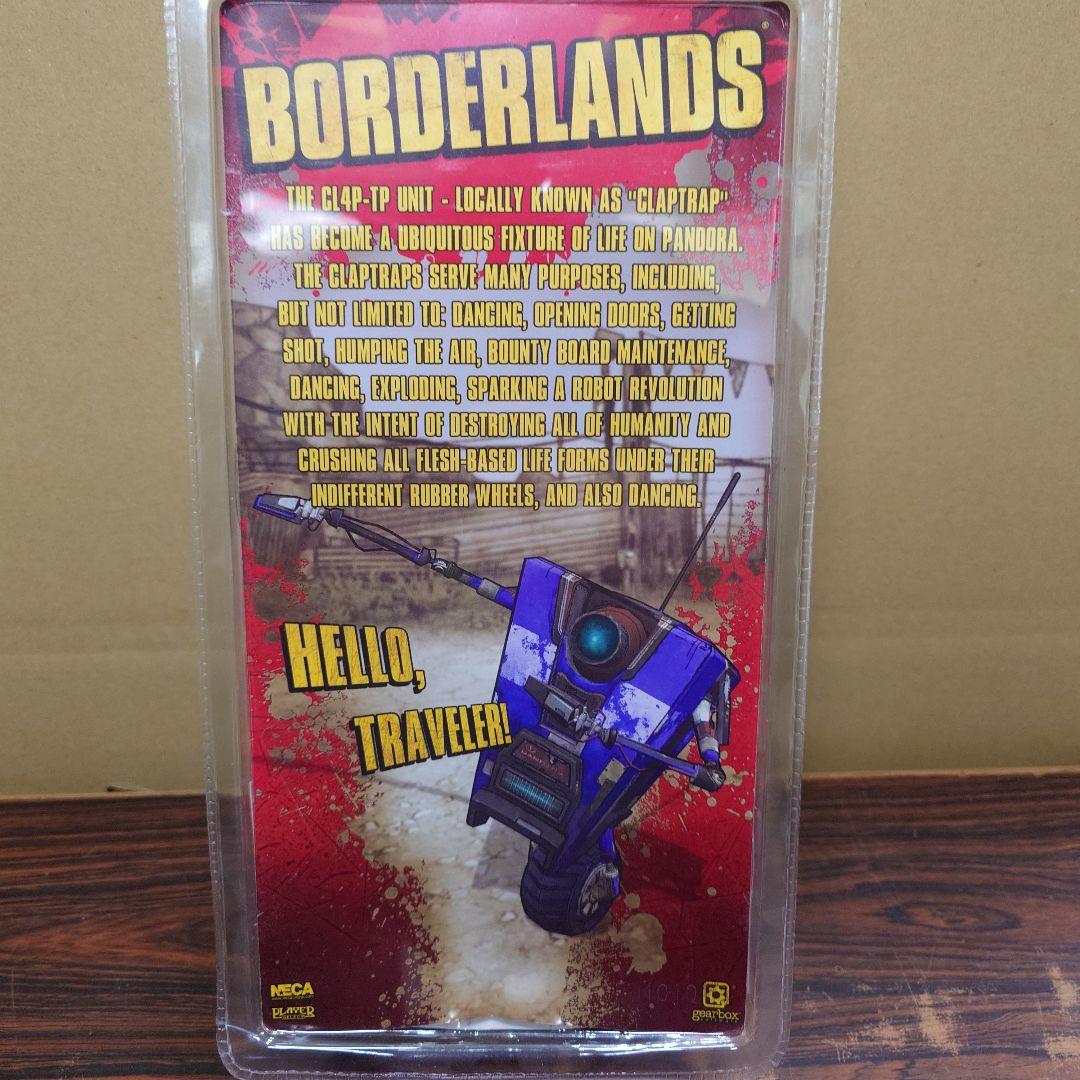 BORDERLANDS
THE CL4P-TP UNIT - LOCALLY KNOWN AS "CLAPTRAP"
HAS BECOME A UBIQUITOUS FIXTURE OF LIFE ON PANDORA.
THE CLAPTRAPS SERVE MANY PURPOSES, INCLUDING,
BUT NOT LIMITED TO: DANCING, OPENING DOORS, GETTING
SHOT, HUMPING THE AIR, BOUNTY BOARD MAINTENANCE,
DANCING, EXPLODING, SPARKING A ROBOT REVOLUTION
WITH THE INTENT OF DESTROYING ALL OF HUMANITY AND
CRUSHING ALL FLESH-BASED LIFE FORMS UNDER THEIR
INDIFFERENT RUBBER WHEELS, AND ALSO DANCING.
HELLO,
TRAVELER!
NECA
PLAYER
gearbox